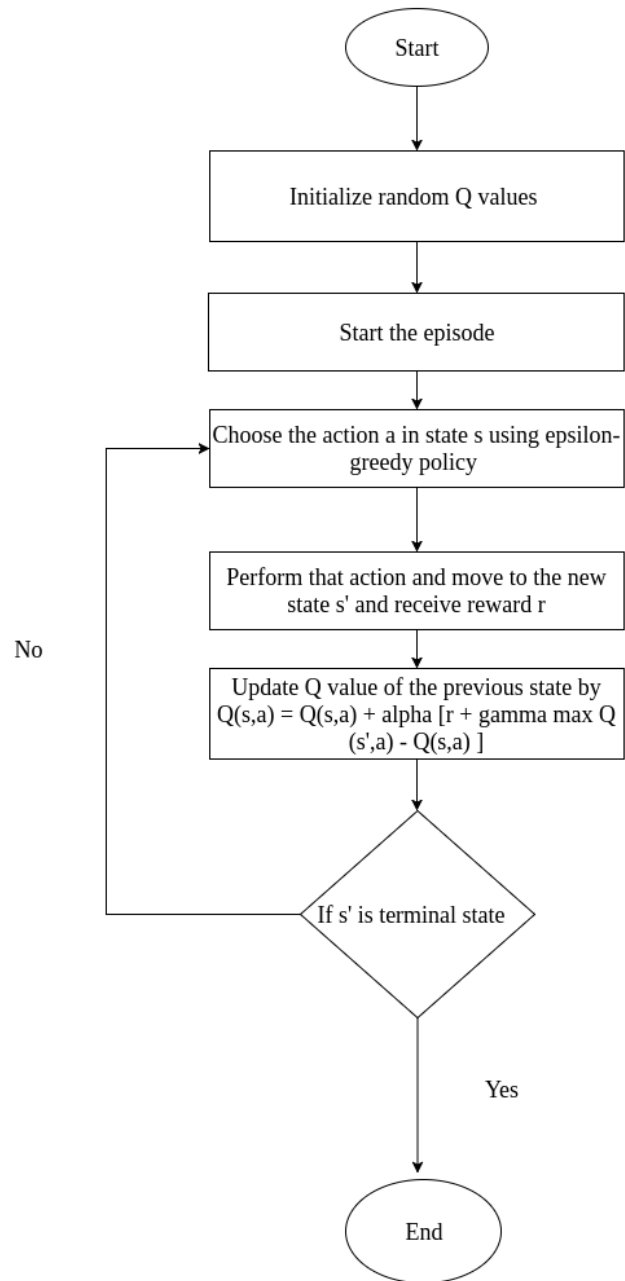 Start
Initialize random Q values
Start the episode
Choose the action a in state s using epsilon-
greedy policy
Perform that action and move to the new
state s' and receive reward r
No
Update Q value of the previous state by
Q(s,a) = Q(s,a) + alpha [r + gamma max Q
(s',a) - Q(s,a) ]
If s' is terminal state
Yes
End